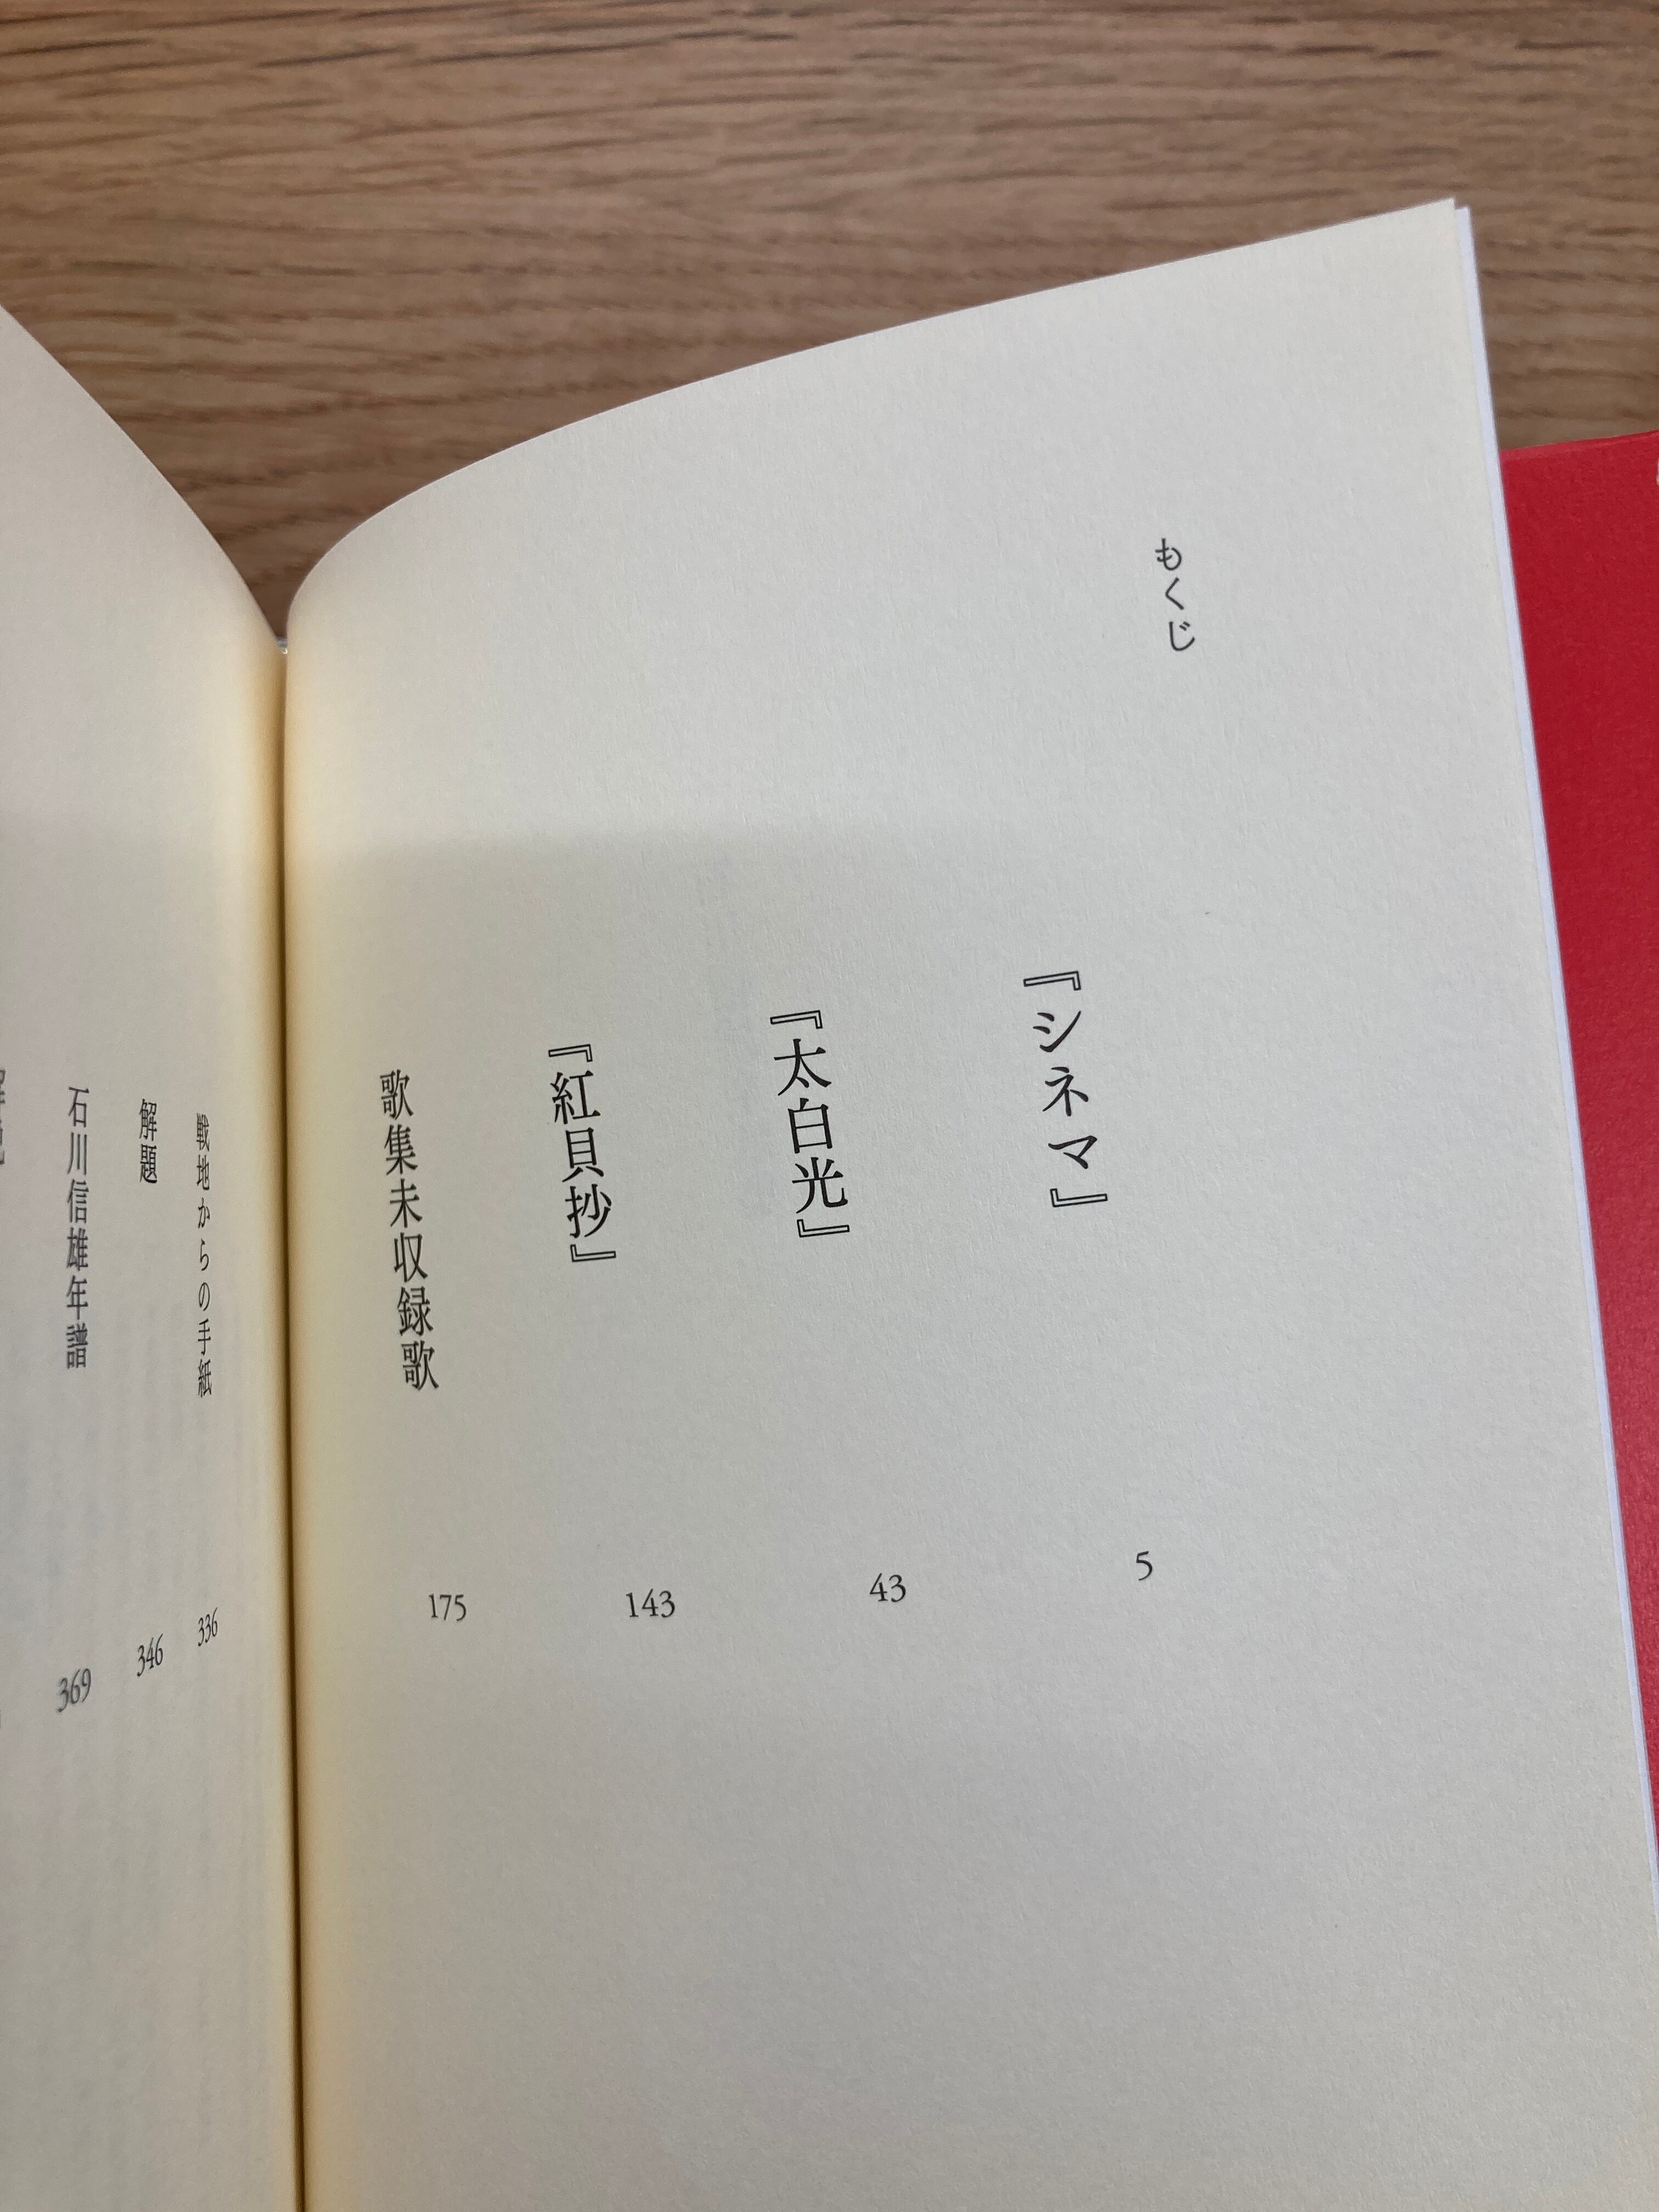 もくじ
『シネマ』 5
『太白光』 43
『紅貝抄』 143
歌集未収録歌 175
戦地からの手紙 336
解題 346
石川信雄年譜 369